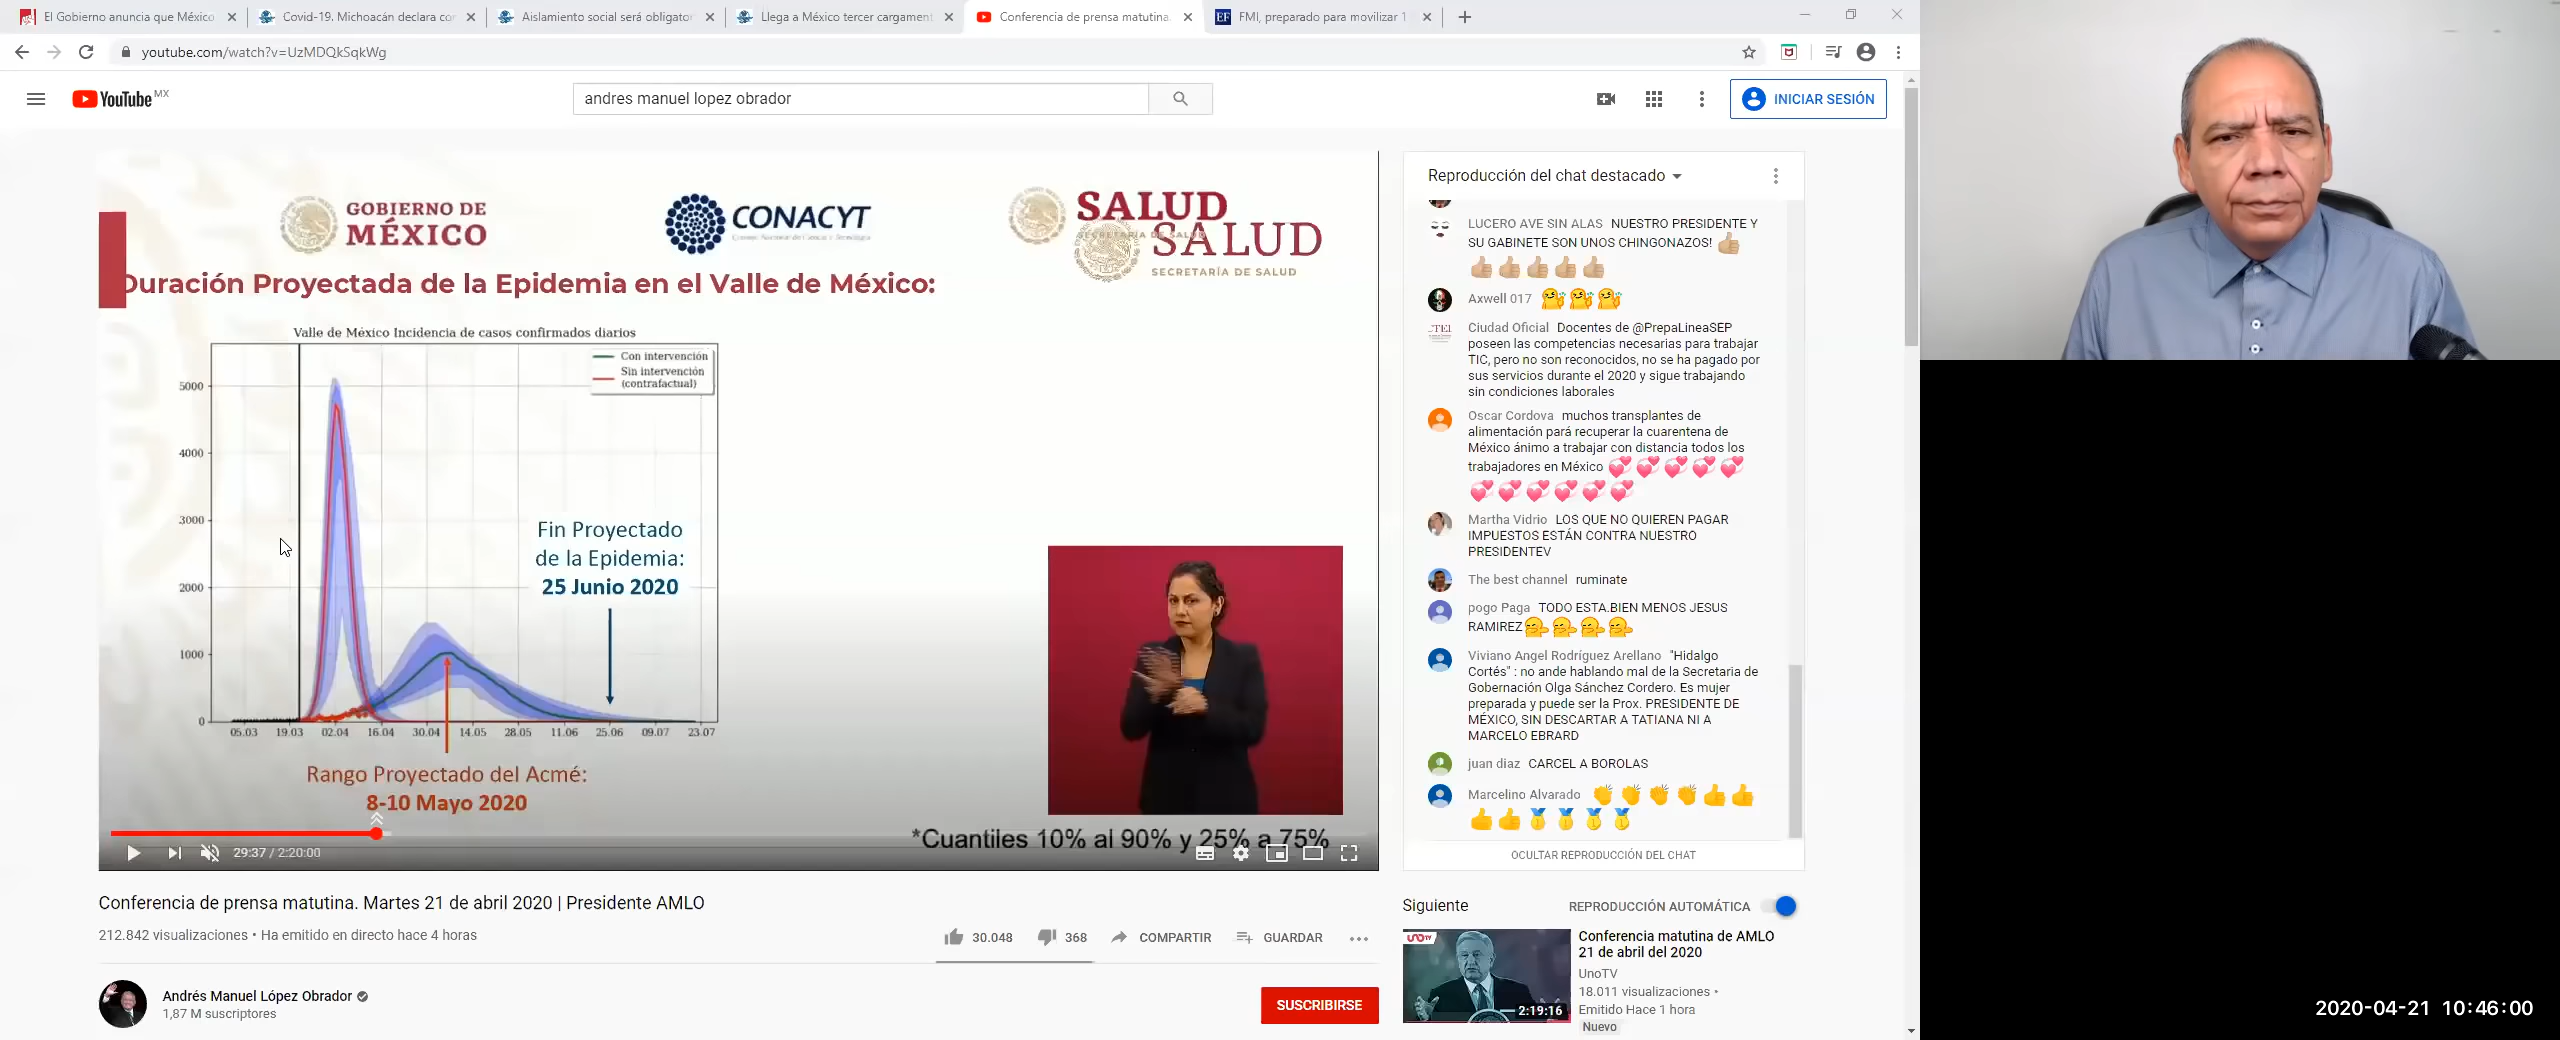 El Gobierno anuncia que México
Covid-19. Michoacán declara cor
Aislamiento social será obligator
Llega a México tercer cargament
Conferencia de prensa matutina.
FMI, preparado para movilizar 1
youtube.com/watch?v=UzMDQkSqkWg
YouTube MX
andres manuel lopez obrador
INICIAR SESIÓN
GOBIERNO DE
MÉXICO
CONACYT
Consejo Nacional de Ciencia y Tecnología
SALUD
SECRETARÍA DE SALUD
SALUD
SECRETARÍA DE SALUD
Duración Proyectada de la Epidemia en el Valle de México:
Valle de México Incidencia de casos confirmados diarios
Con intervención
Sin intervención
(contrafactual)
5000
4000
3000
2000
1000
0
05.03 19.03 02.04 16.04 30.04 14.05 28.05 11.06 25.06 09.07 23.07
Fin Proyectado
de la Epidemia:
25 Junio 2020
Rango Proyectado del Acmé:
8-10 Mayo 2020
*Cuantiles 10% al 90% y 25% a 75%
29:37 / 2:20:00
Conferencia de prensa matutina. Martes 21 de abril 2020 | Presidente AMLO
212.842 visualizaciones • Ha emitido en directo hace 4 horas
30.048 368 COMPARTIR GUARDAR
Andrés Manuel López Obrador
1,87 M suscriptores
SUSCRIBIRSE
Reproducción del chat destacado
LUCERO AVE SIN ALAS NUESTRO PRESIDENTE Y
SU GABINETE SON UNOS CHINGONAZOS!
Axwell 017
Ciudad Oficial Docentes de @PrepaLineaSEP
poseen las competencias necesarias para trabajar
TIC, pero no son reconocidos, no se ha pagado por
sus servicios durante el 2020 y sigue trabajando
sin condiciones laborales
Oscar Cordova muchos transplantes de
alimentación pará recuperar la cuarentena de
México ánimo a trabajar con distancia todos los
trabajadores en México
Martha Vidrio LOS QUE NO QUIEREN PAGAR
IMPUESTOS ESTÁN CONTRA NUESTRO
PRESIDENTEV
The best channel ruminate
pogo Paga TODO ESTA.BIEN MENOS JESUS
RAMIREZ
Viviano Angel Rodríguez Arellano "Hidalgo
Cortés" : no ande hablando mal de la Secretaria de
Gobernación Olga Sánchez Cordero. Es mujer
preparada y puede ser la Prox. PRESIDENTE DE
MÉXICO, SIN DESCARTAR A TATIANA NI A
MARCELO EBRARD
juan diaz CARCEL A BOROLAS
Marcelino Alvarado
OCULTAR REPRODUCCIÓN DEL CHAT
Siguiente
REPRODUCCIÓN AUTOMÁTICA
UNOTV
2:19:16
Conferencia matutina de AMLO
21 de abril del 2020
UnoTV
18.011 visualizaciones •
Emitido Hace 1 hora
Nuevo
2020-04-21 10:46:00